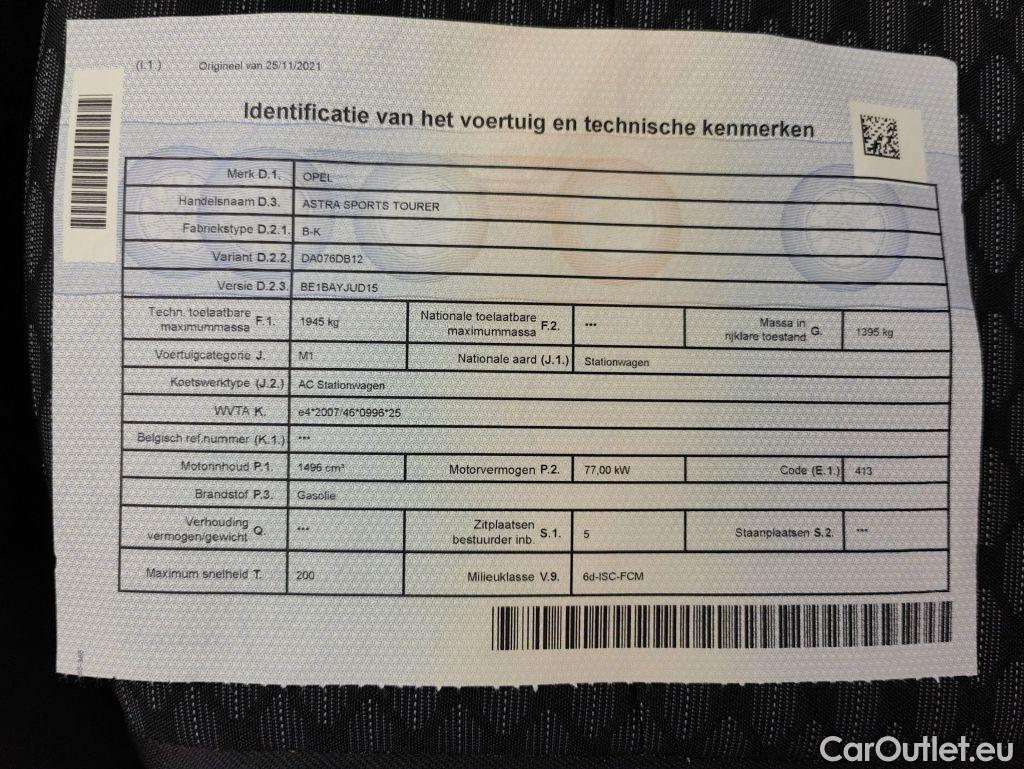 (I.1.) Origineel van 25/11/2021
Identificatie van het voertuig en technische kenmerken
Merk D.1. OPEL
Handelsnaam D.3. ASTRA SPORTS TOURER
Fabriekstype D.2.1. B-K
Variant D.2.2. DA076DB12
Versie D.2.3. BE1BAYJUD15
Techn. toelaatbare maximummassa F.1. 1945 kg Nationale toelaatbare maximummassa F.2. *** Massa in rijklare toestand G. 1395 kg
Voertuigcategorie J. M1 Nationale aard (J.1.) Stationwagen
Koetswerktype (J.2.) AC Stationwagen
WVTA K. e4*2007/46*0996*25
Belgisch ref.nummer (K.1.) ***
Motorinhoud P.1. 1496 cm³ Motorvermogen P.2. 77,00 kW Code (E.1.) 413
Brandstof P.3. Gasolie
Verhouding vermogen/gewicht Q. *** Zitplaatsen bestuurder inb. S.1. 5 Staanplaatsen S.2. ***
Maximum snelheid T. 200 Milieuklasse V.9. 6d-ISC-FCM
CarOutlet.eu